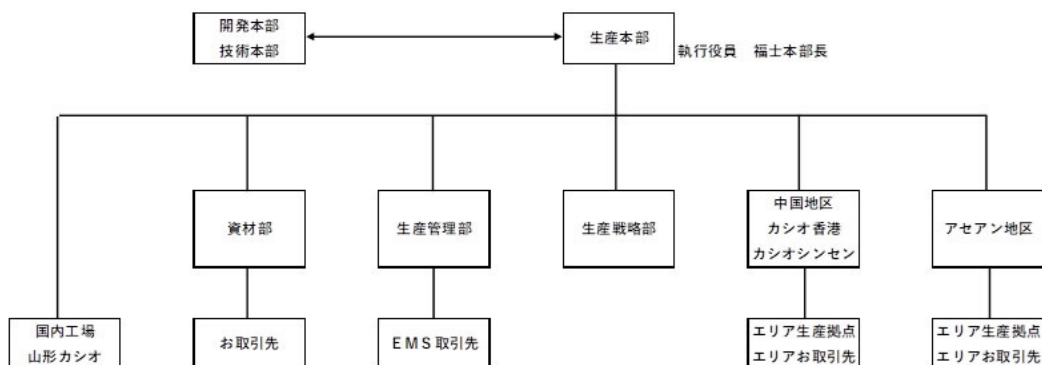 開発本部
技術本部
生産本部
執行役員　福士本部長
資材部
生産管理部
生産戦略部
中国地区
カシオ香港
カシオシンセン
アセアン地区
国内工場
山形カシオ
お取引先
ＥＭＳ取引先
エリア生産拠点
エリアお取引先
エリア生産拠点
エリアお取引先